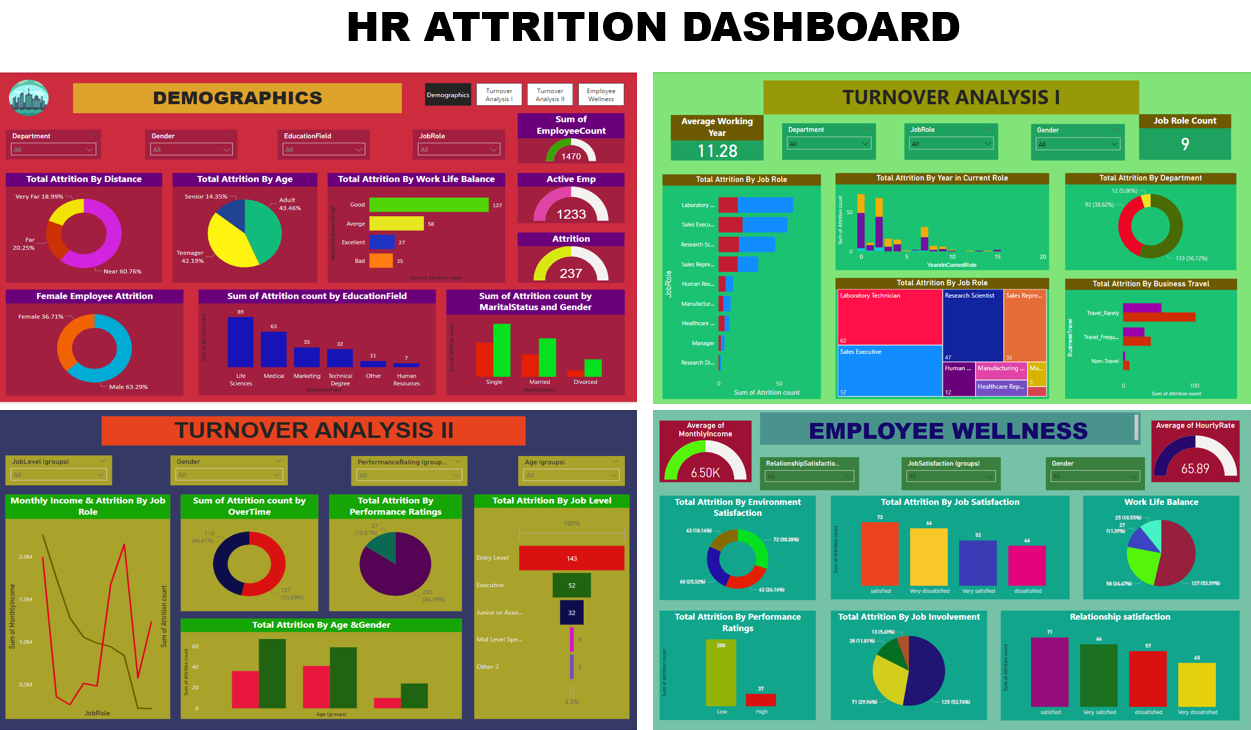 HR ATTRITION DASHBOARD
DEMOGRAPHICS
Demographics
Turnover
Analysis I
Turnover
Analysis II
Employee
Wellness
Department
All
Gender
All
EducationField
All
JobRole
All
Sum of
EmployeeCount
1470
Active Emp
1233
Attrition
237
Total Attrition By Distance
Very Far 18.99%
Far
20.25%
Near 60.76%
Total Attrition By Age
Senior 14.35%
Adult
43.46%
Teenager
42.19%
Total Attrition By Work Life Balance
Good
127
Averge
58
Excellent
27
Bad
25
Sum of Attrition count
Female Employee Attrition
Female 36.71%
Male 63.29%
Sum of Attrition count by EducationField
Sum of Attrition count
89
63
35
32
11
7
Life
Sciences
Medical
Marketing
Technical
Degree
Other
Human
Resources
EducationField
Sum of Attrition count by
MaritalStatus and Gender
Sum of Attrition count
Single
Married
Divorced
MaritalStatus
TURNOVER ANALYSIS I
Average Working
Year
11.28
Department
All
JobRole
All
Gender
All
Job Role Count
9
Total Attrition By Job Role
JobRole
Laboratory ...
Sales Execu...
Research Sc...
Sales Repre...
Human Res...
Manufactur...
Healthcare ...
Manager
Research Di...
0
50
Sum of Attrition count
Total Attrition By Year in Current Role
Sum of Attrition count
50
0
0
5
10
15
20
YearsInCurrentRole
Total Attrition By Department
12 (5.06%)
92 (38.82%)
133 (56.12%)
Total Attrition By Job Role
Laboratory Technician
62
Sales Executive
57
Research Scientist
47
Sales Repre...
33
Human ...
12
Manufacturing ...
Healthcare Rep...
Ma...
5
Total Attrition By Business Travel
BusinessTravel
Travel_Rarely
Travel_Frequ...
Non-Travel
0
100
Sum of Attrition count
TURNOVER ANALYSIS II
JobLevel (groups)
All
Gender
All
PerformanceRating (group...
All
Age (groups)
All
Monthly Income & Attrition By Job
Role
Sum of MonthlyIncome
2.0M
1.5M
1.0M
0.5M
Sum of Attrition count
JobRole
Sum of Attrition count by
OverTime
110
(46.41%)
127
(53.59%)
Total Attrition By
Performance Ratings
37
(15.61%)
200
(84.39%)
Total Attrition By Age &Gender
Sum of Attrition count
60
40
20
0
Age (groups)
Total Attrition By Job Level
100%
Entry Level
143
Executive
52
Junior or Asso...
32
Mid Level Spe...
5
Other 2
5
3.5%
EMPLOYEE WELLNESS
Average of
MonthlyIncome
6.50K
RelationshipSatisfactio..
All
JobSatisfaction (groups)
All
Gender
All
Average of HourlyRate
65.89
Total Attrition By Environment
Satisfaction
43 (18.14%)
72 (30.38%)
60 (25.32%)
62 (26.16%)
Total Attrition By Job Satisfaction
Sum of Attrition count
73
66
52
46
satisfied
Very dissatisfied
Very satisfied
dissatisfied
Work Life Balance
25 (10.55%)
27
(11.39%)
58 (24.47%)
127 (53.59%)
Total Attrition By Performance
Ratings
Sum of Attrition count
200
37
Low
High
Total Attrition By Job Involvement
13 (5.49%)
28 (11.81%)
71 (29.96%)
125 (52.74%)
Relationship satisfaction
Sum of Attrition count
71
64
57
45
satisfied
Very satisfied
dissatisfied
Very dissatisfied